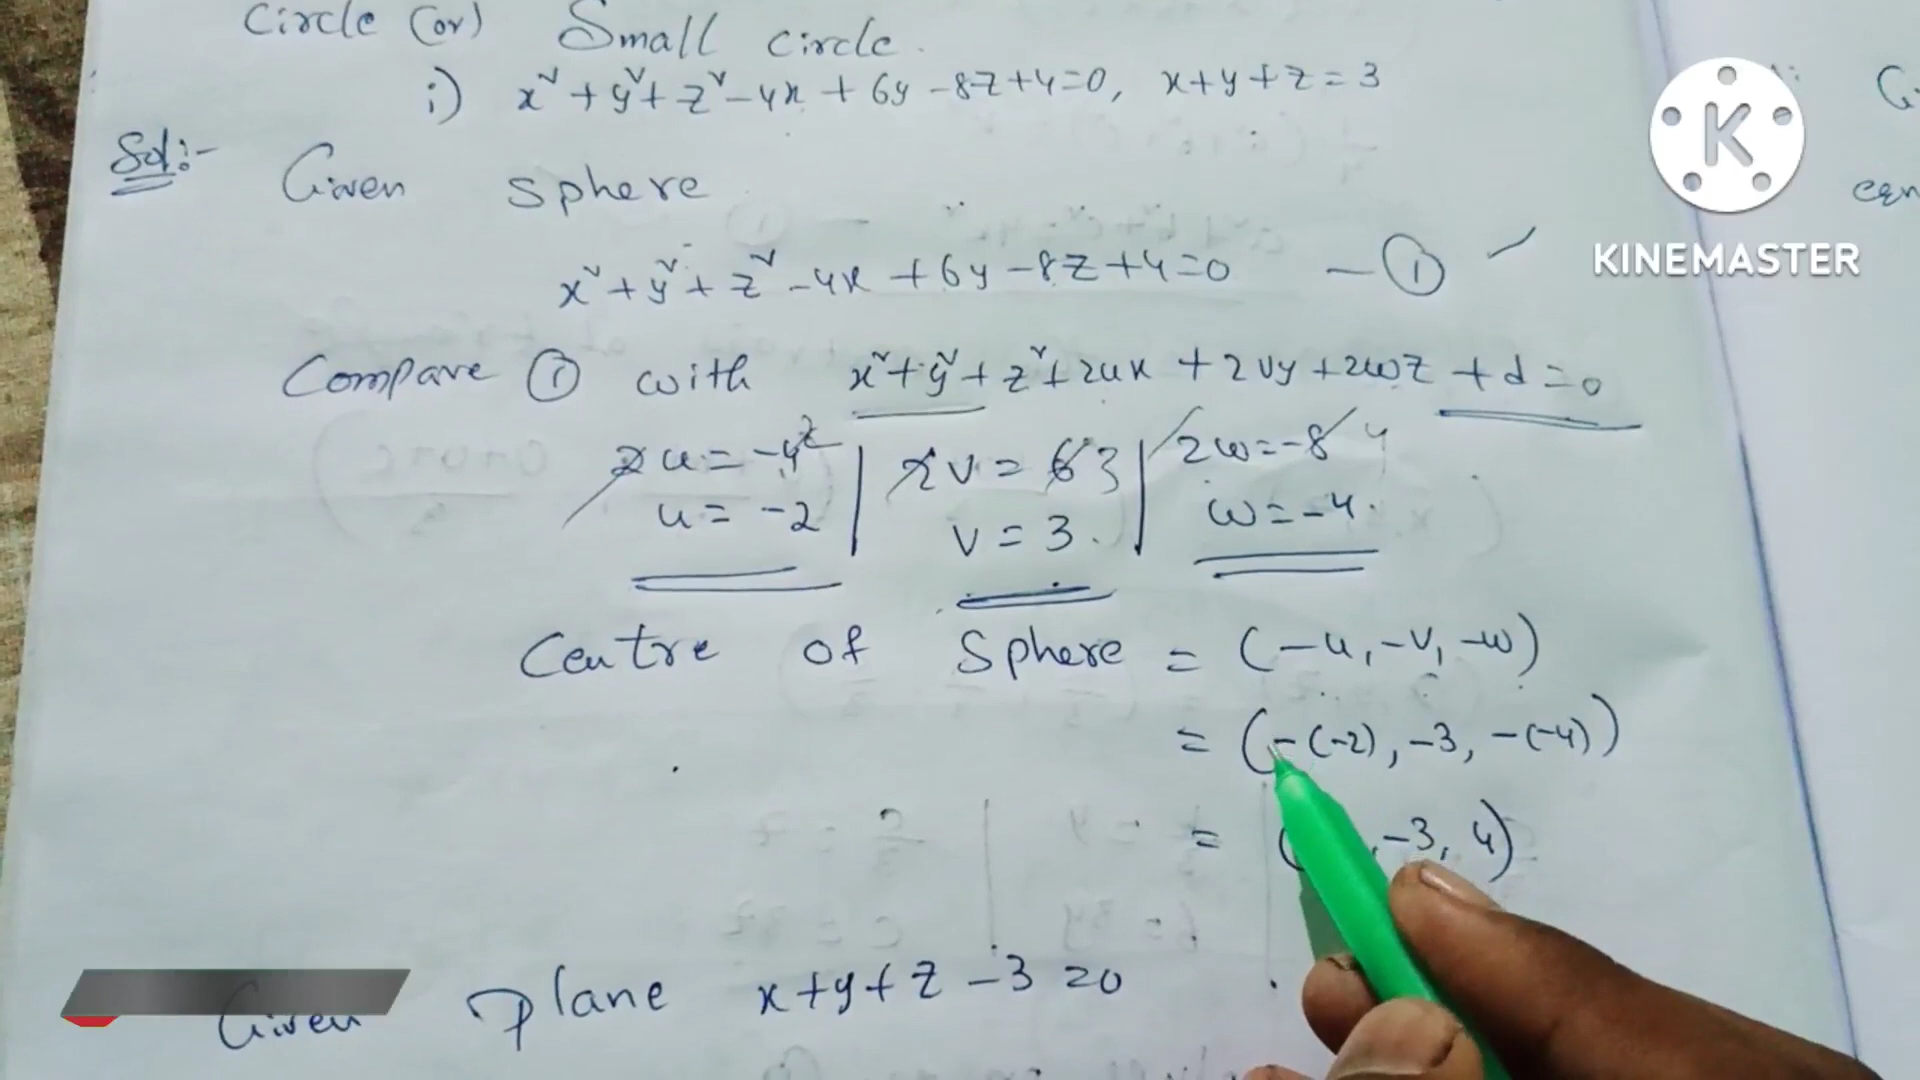 Circle (or) Small circle.
i) x² + y² + z² - 4x + 6y - 8z + 4 = 0, x + y + z = 3
Sol:-
Given sphere
x² + y² + z² - 4x + 6y - 8z + 4 = 0 — ①
KINEMASTER
Compare ① with x² + y² + z² + 2ux + 2vy + 2wz + d = 0
2u = -4 2 | 2v = 6 3 | 2w = -8 4
u = -2 | v = 3. | w = -4.
Centre of Sphere = (-u, -v, -w)
= (-(-2), -3, -(-4))
= ( , -3, 4)
Given plane x + y + z - 3 = 0